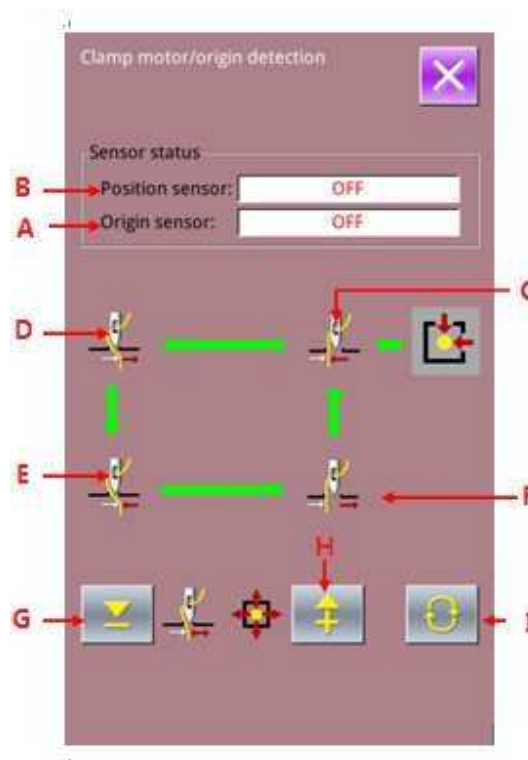 Clamp motor/origin detection
Sensor status
B Position sensor: OFF
A Origin sensor: OFF
C
D
E
F
H
G
I